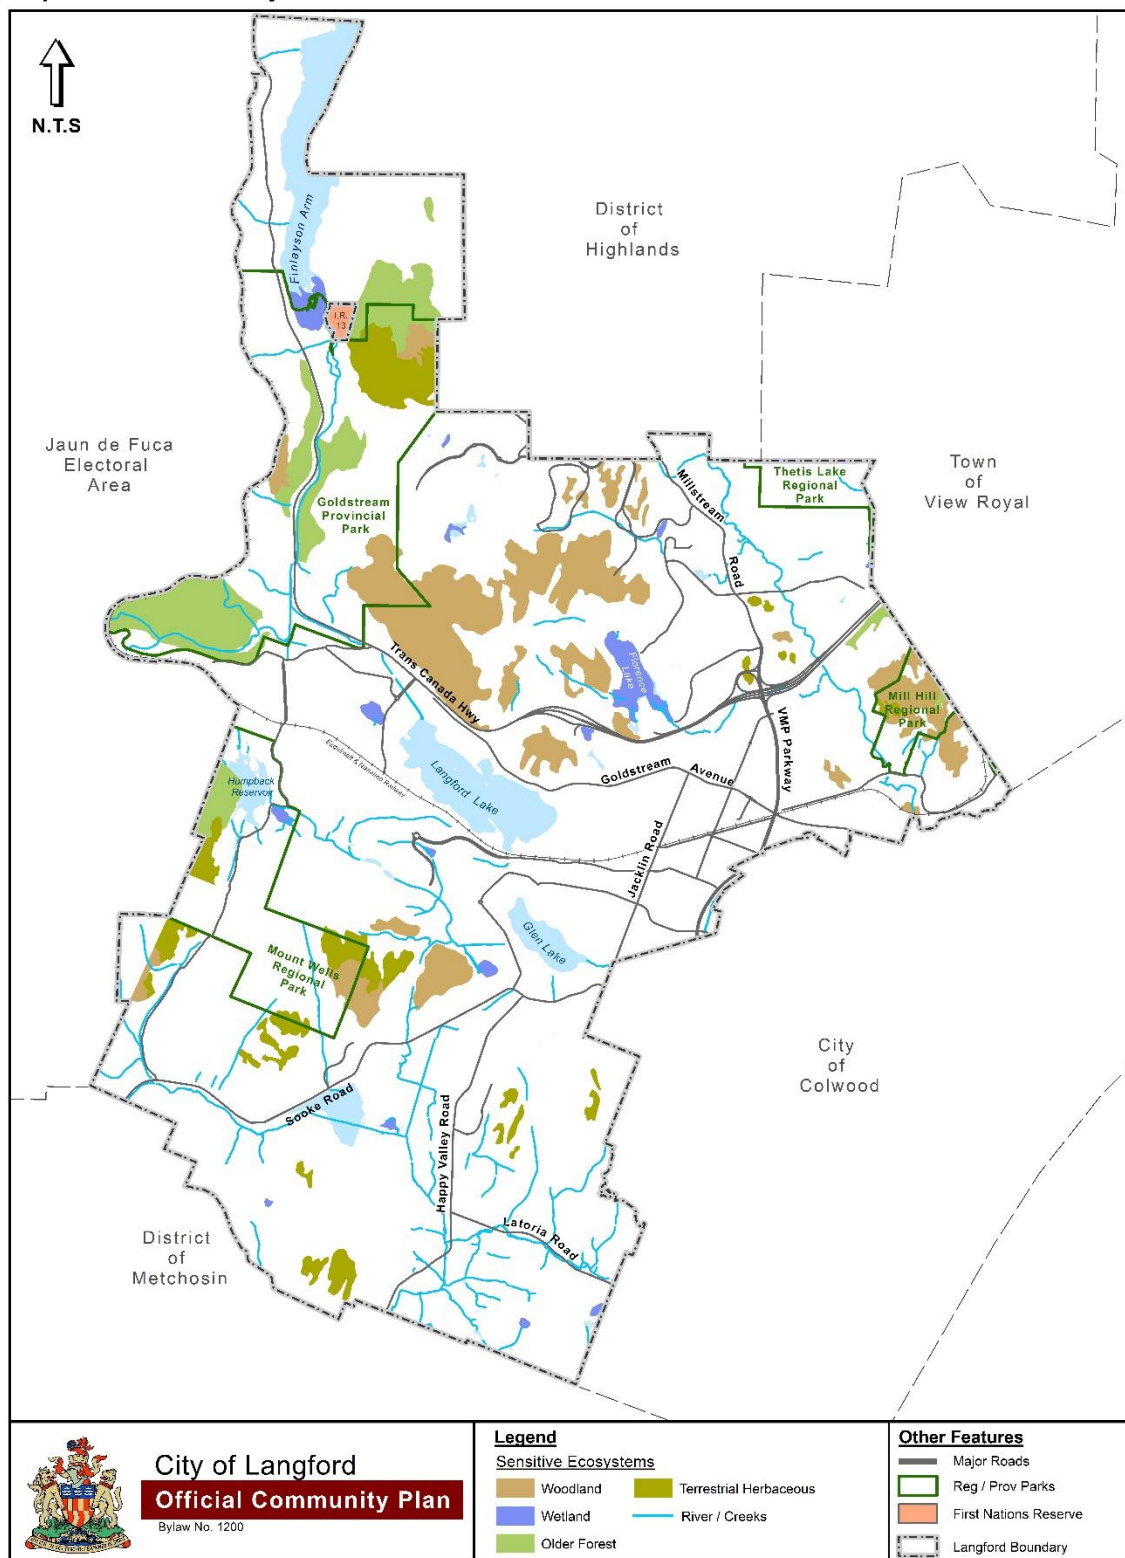 N.T.S
Finlayson Arm
District
of
Highlands
I.R.
13
Jaun de Fuca
Electoral
Area
Goldstream
Provincial
Park
Millstream
Road
Thetis Lake
Regional
Park
Town
of
View Royal
Trans Canada Hwy
Florence
Lake
Mill Hill
Regional
Park
VMP Parkway
Humpback
Reservoir
Esquimalt & Nanaimo Railway
Langford Lake
Goldstream Avenue
Jacklin Road
Glen Lake
Mount Wells
Regional
Park
City
of
Colwood
Sooke Road
Happy Valley Road
Latoria Road
District
of
Metchosin
City of Langford
Official Community Plan
Bylaw No. 1200
Legend
Sensitive Ecosystems
Woodland
Wetland
Older Forest
Terrestrial Herbaceous
River / Creeks
Other Features
Major Roads
Reg / Prov Parks
First Nations Reserve
Langford Boundary